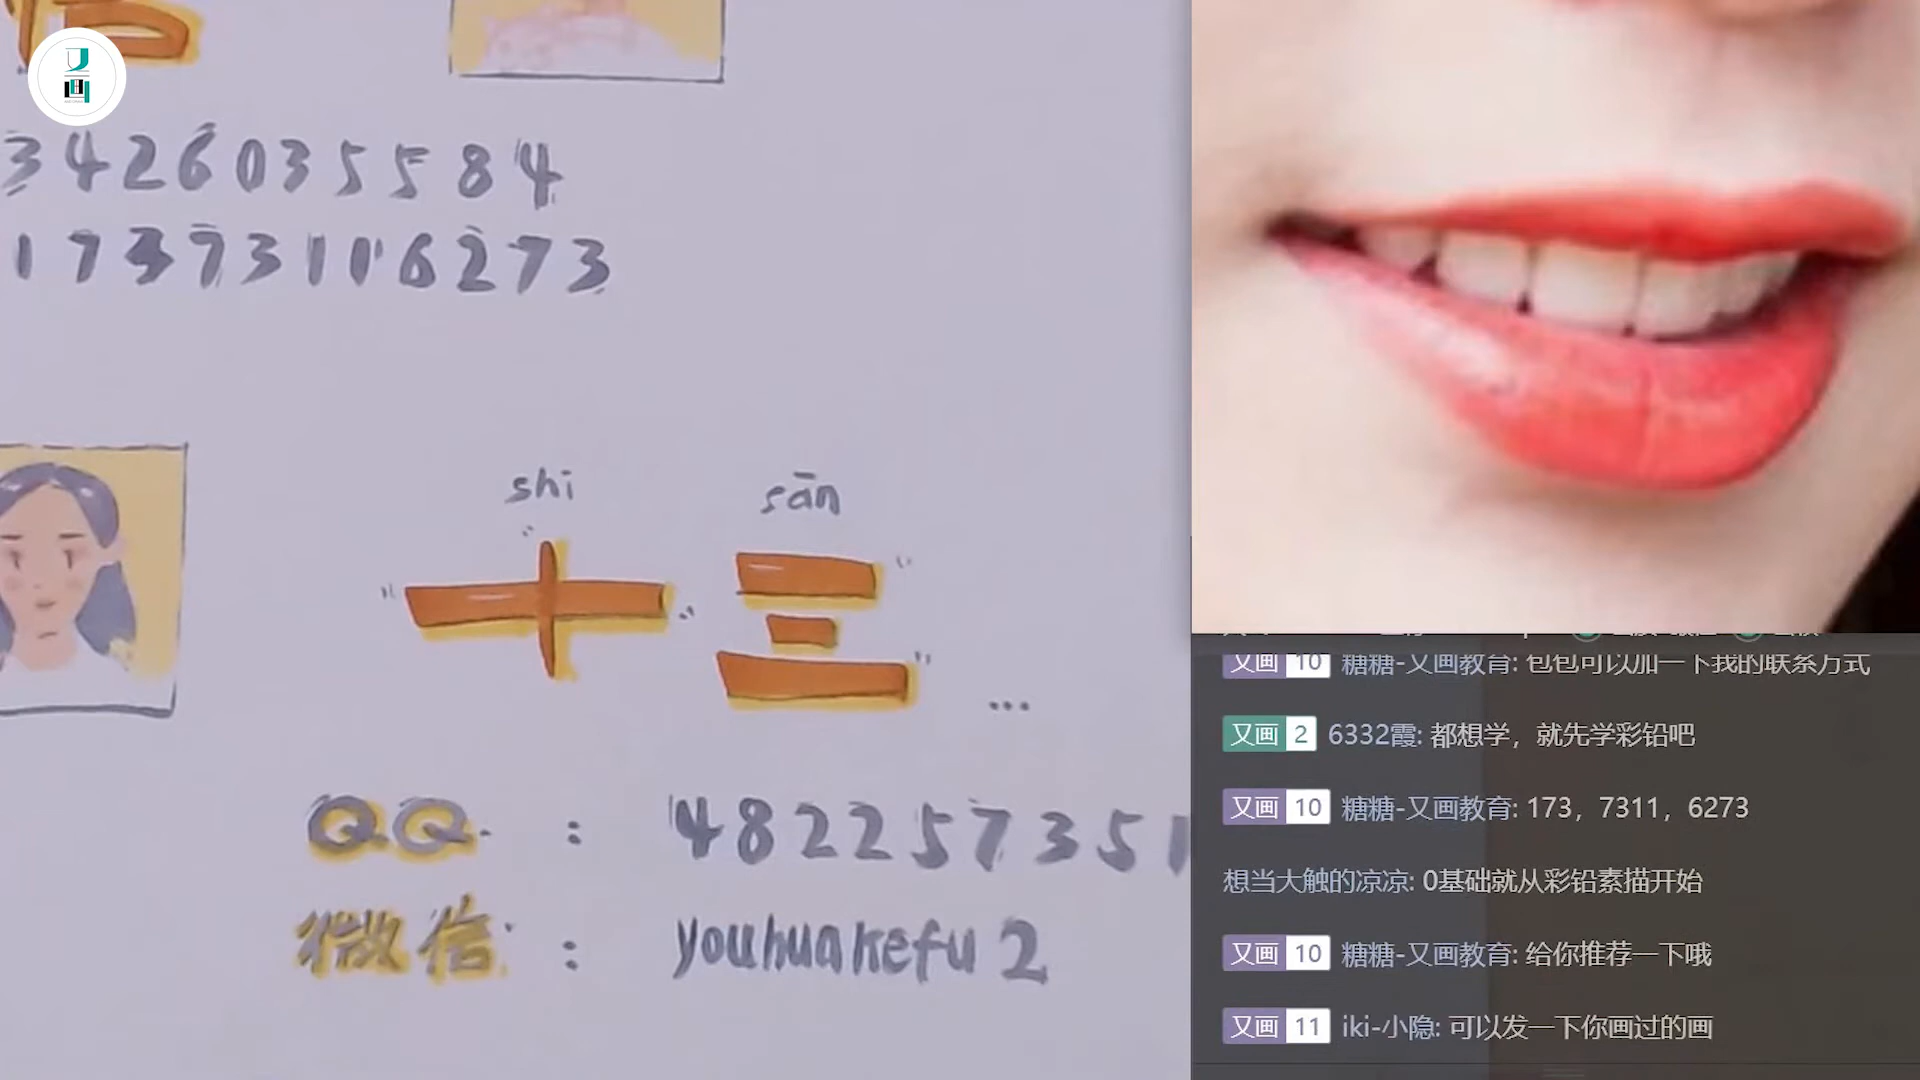 3426035584
17373116273
shi sān
十三...
QQ : 482257351
微信 : youhuakefu2
又画 10 糖糖-又画教育: 包包可以加一下我的联系方式
又画 2 6332霞: 都想学，就先学彩铅吧
又画 10 糖糖-又画教育: 173，7311，6273
想当大触的凉凉: 0基础就从彩铅素描开始
又画 10 糖糖-又画教育: 给你推荐一下哦
又画 11 iki-小隐: 可以发一下你画过的画